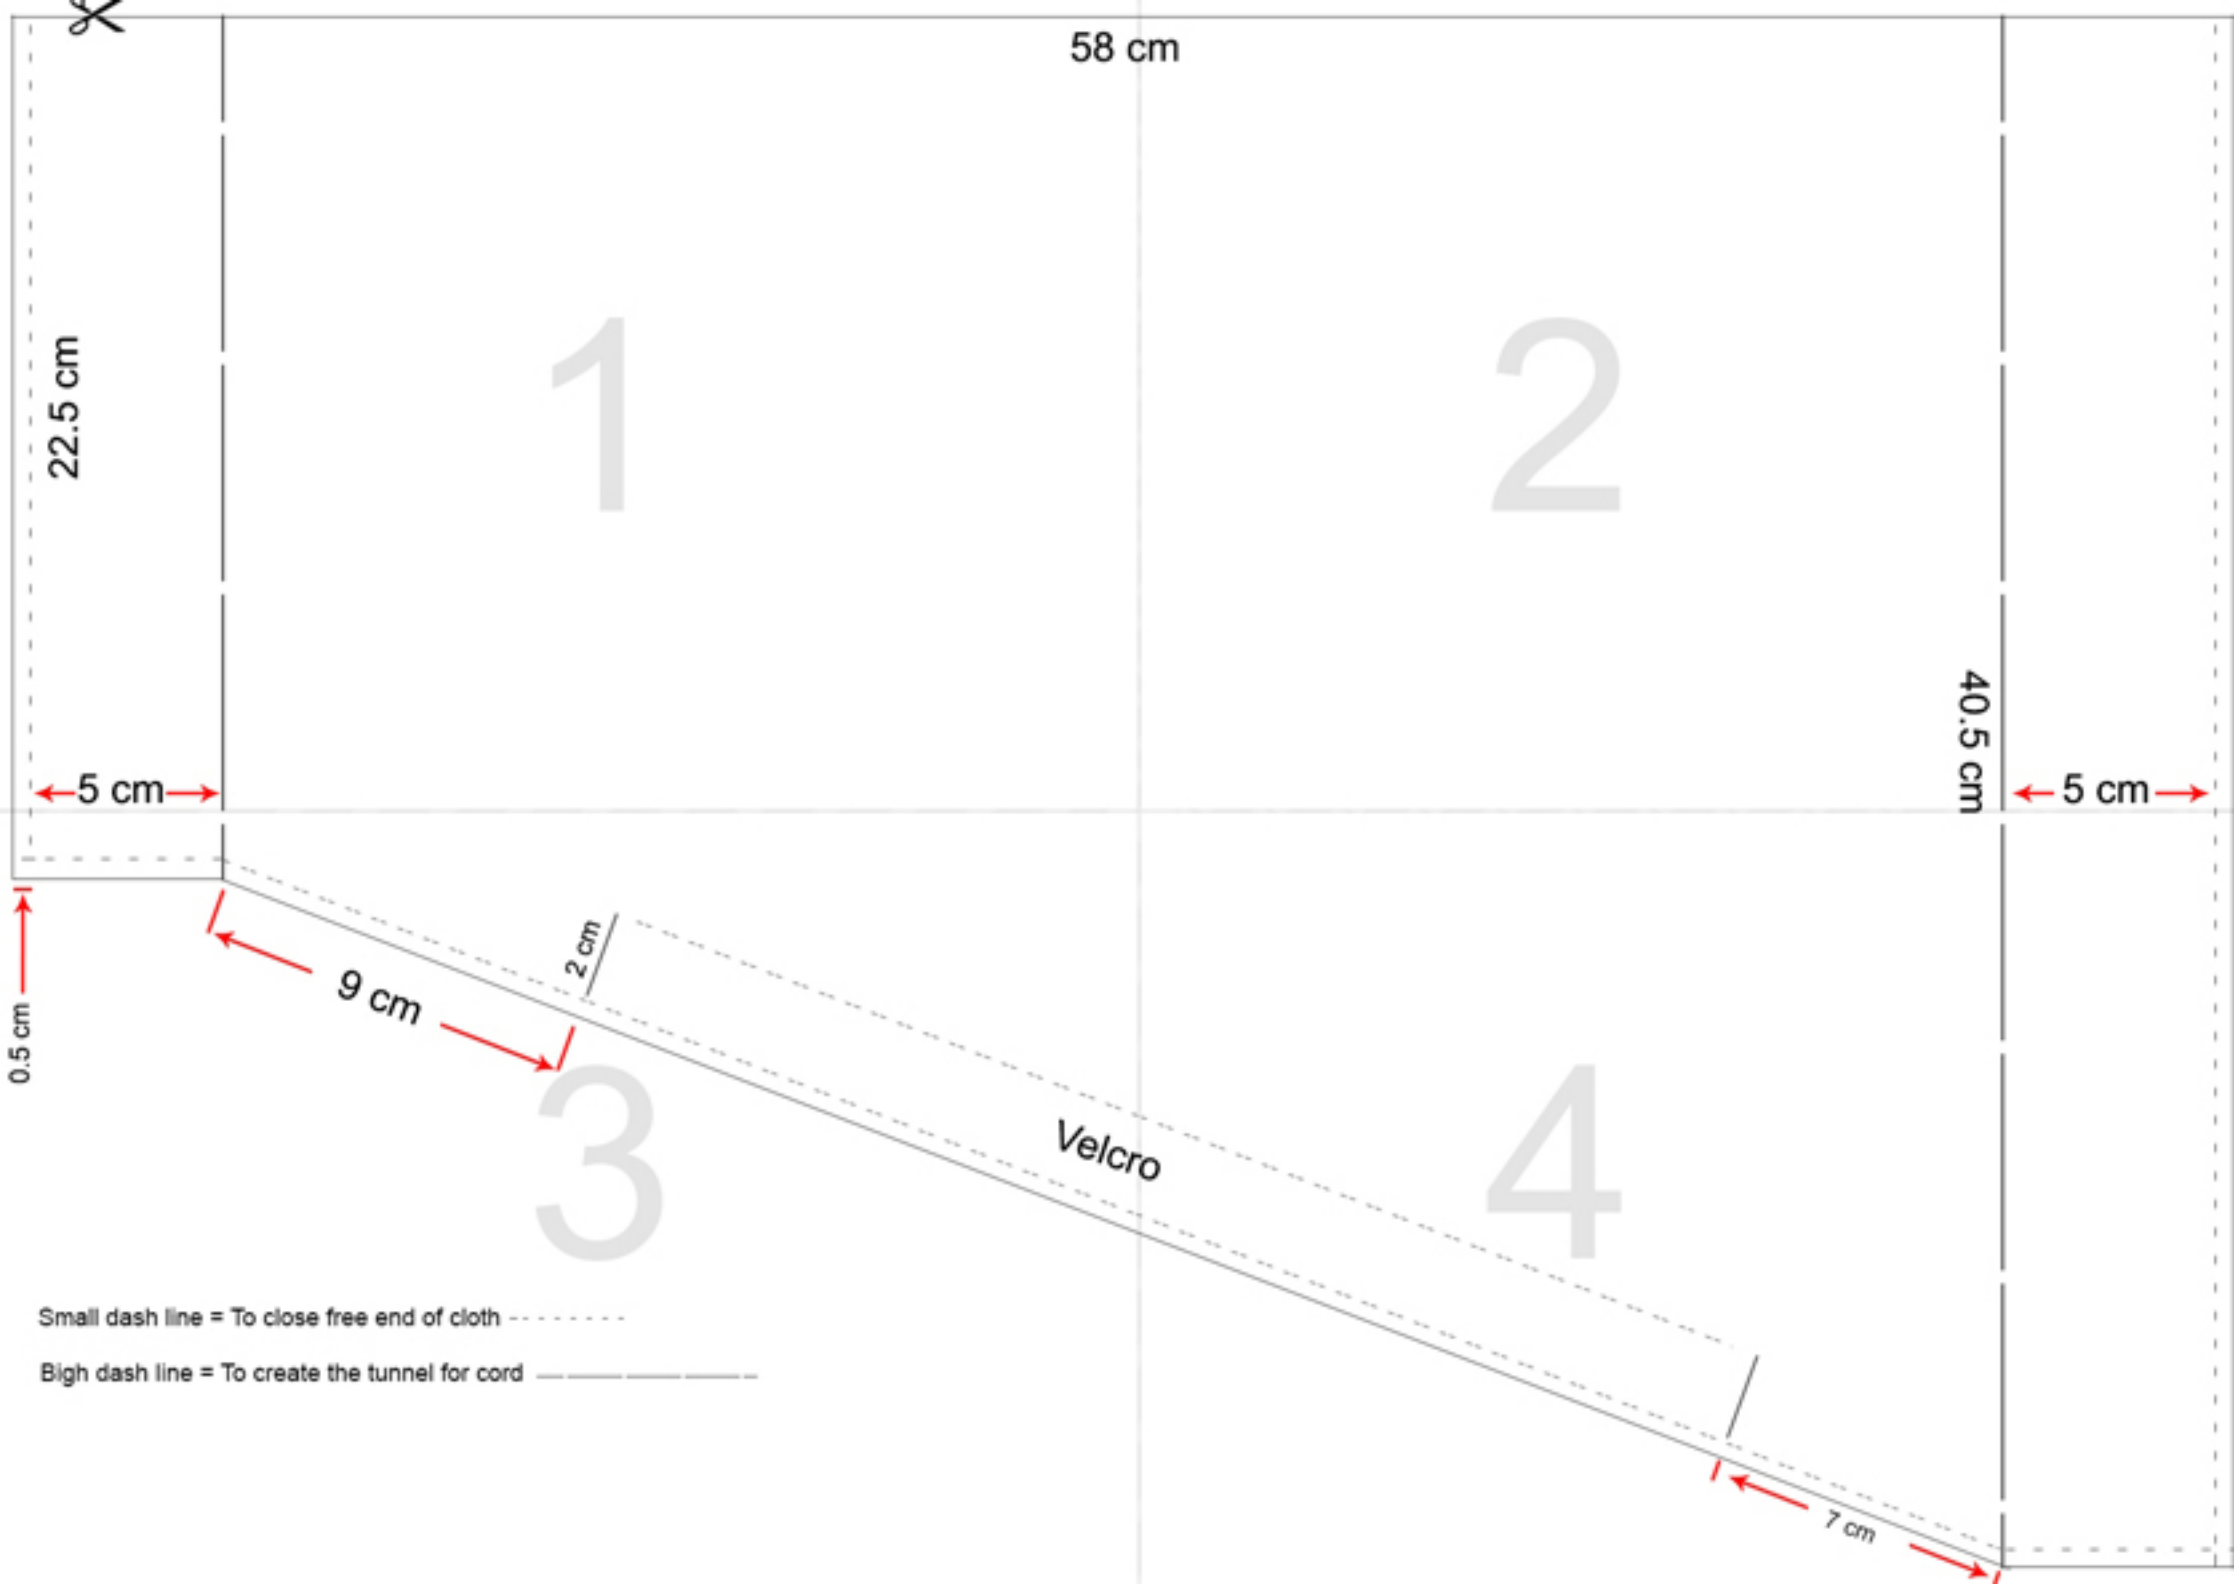 58 cm
1
2
22.5 cm
40.5 cm
5 cm
5 cm
2 cm
9 cm
0.5 cm
3
4
Velcro
Small dash line = To close free end of cloth
Bigh dash line = To create the tunnel for cord
7 cm